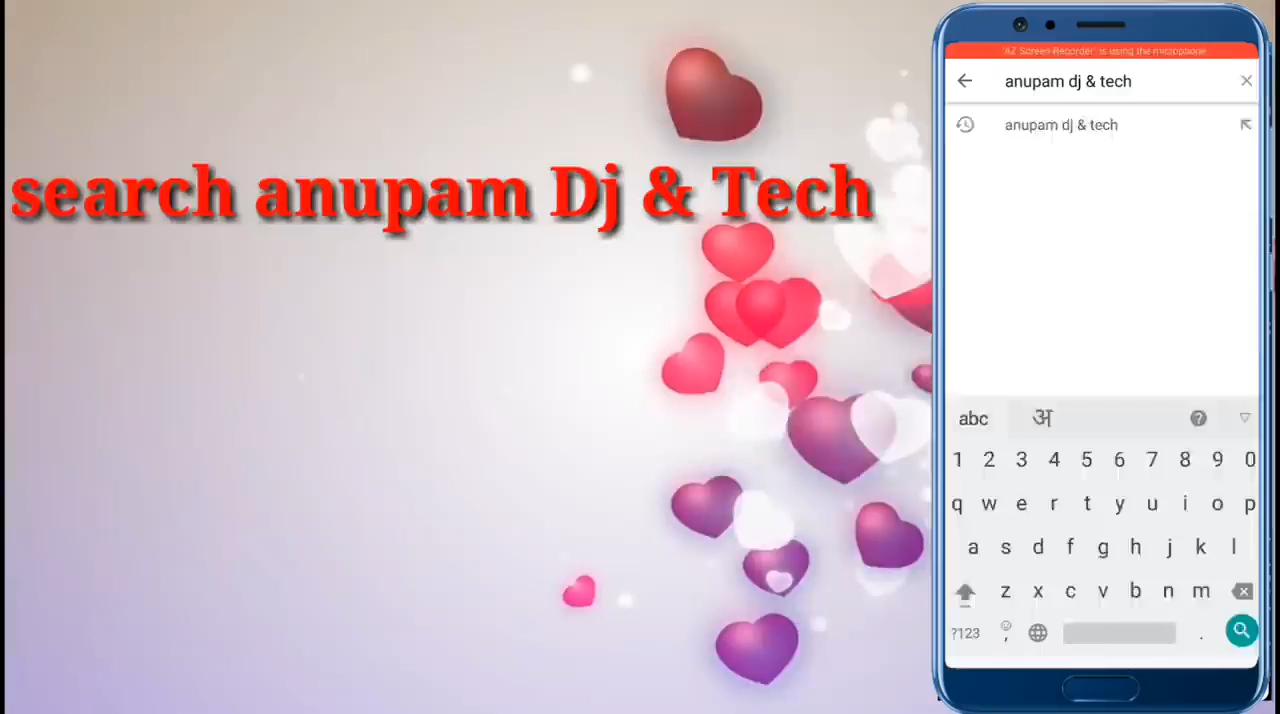 search anupam Dj & Tech
'AZ Screen Recorder' is using the microphone
anupam dj & tech
anupam dj & tech
abc अ
1 2 3 4 5 6 7 8 9 0
q w e r t y u i o p
a s d f g h j k l
z x c v b n m
?123 , .